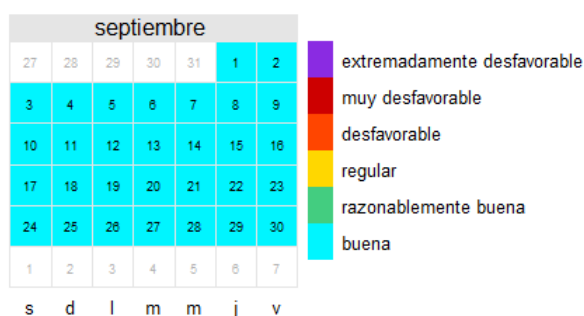 septiembre
27 28 29 30 31 1 2
3 4 5 6 7 8 9
10 11 12 13 14 15 16
17 18 19 20 21 22 23
24 25 26 27 28 29 30
1 2 3 4 5 6 7
s d l m m j v
extremadamente desfavorable
muy desfavorable
desfavorable
regular
razonablemente buena
buena